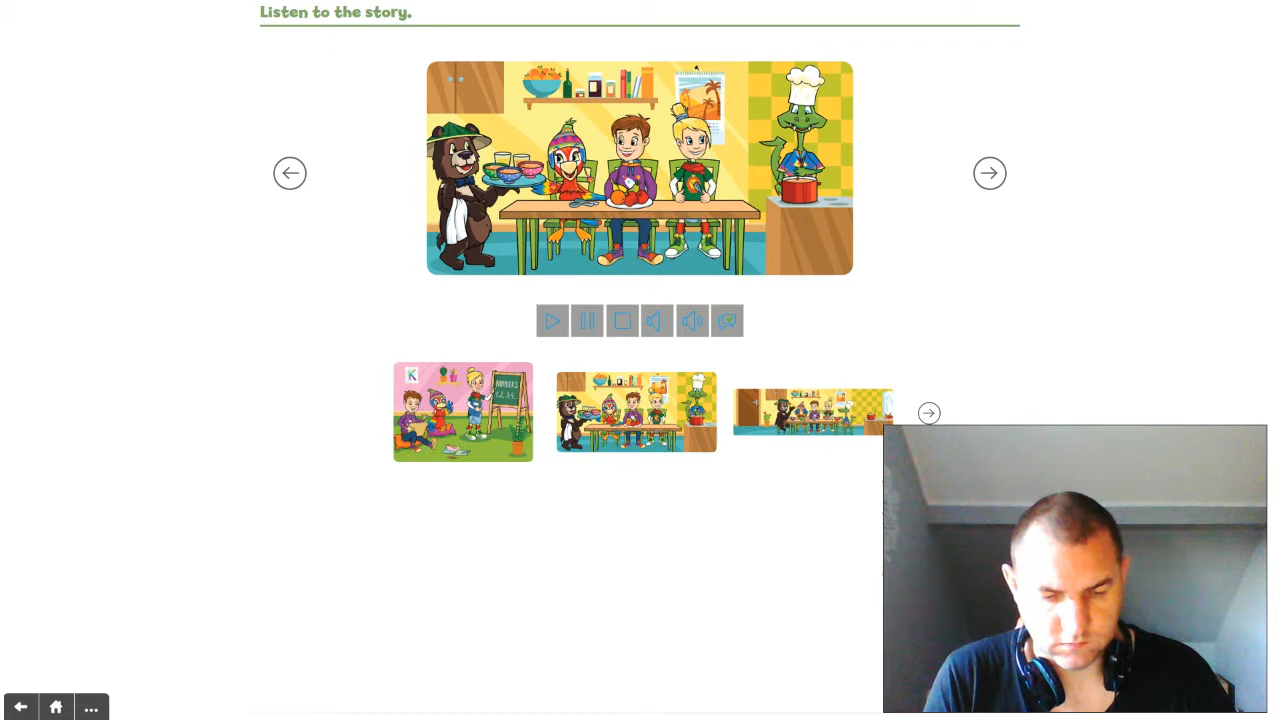 Listen to the story.
K
NUMBERS
1, 2, 3, 4...
...